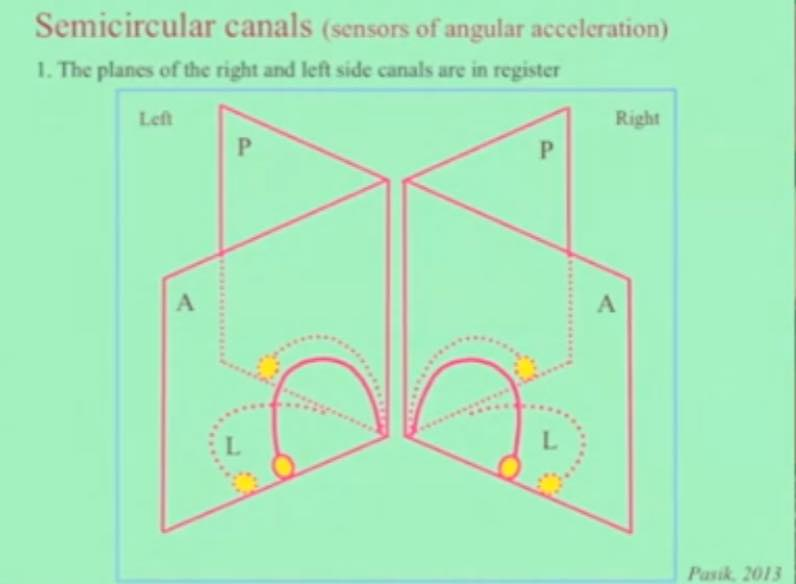 Semicircular canals (sensors of angular acceleration)
1. The planes of the right and left side canals are in register
Left
Right
P
P
A
A
L
L
Pasik, 2013